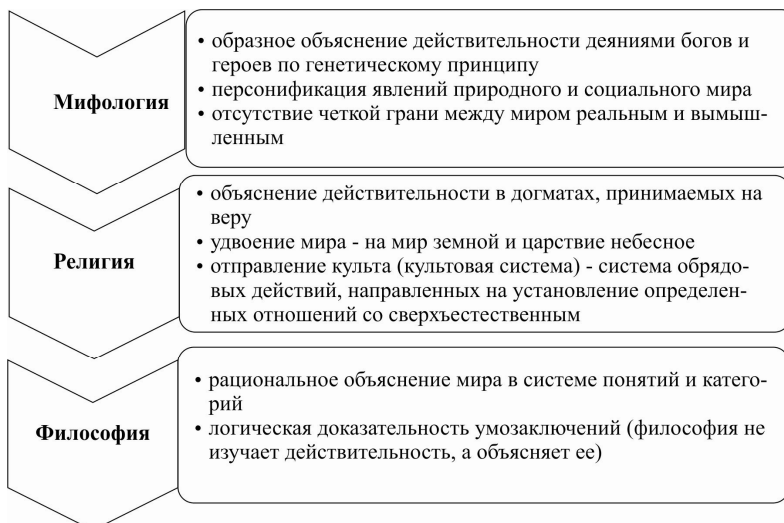 Мифология
• образное объяснение действительности деяниями богов и
героев по генетическому принципу
• персонификация явлений природного и социального мира
• отсутствие четкой грани между миром реальным и вымыш-
ленным
Религия
• объяснение действительности в догматах, принимаемых на
веру
• удвоение мира - на мир земной и царствие небесное
• отправление культа (культовая система) - система обрядо-
вых действий, направленных на установление определен-
ных отношений со сверхъестественным
Философия
• рациональное объяснение мира в системе понятий и катего-
рий
• логическая доказательность умозаключений (философия не
изучает действительность, а объясняет ее)